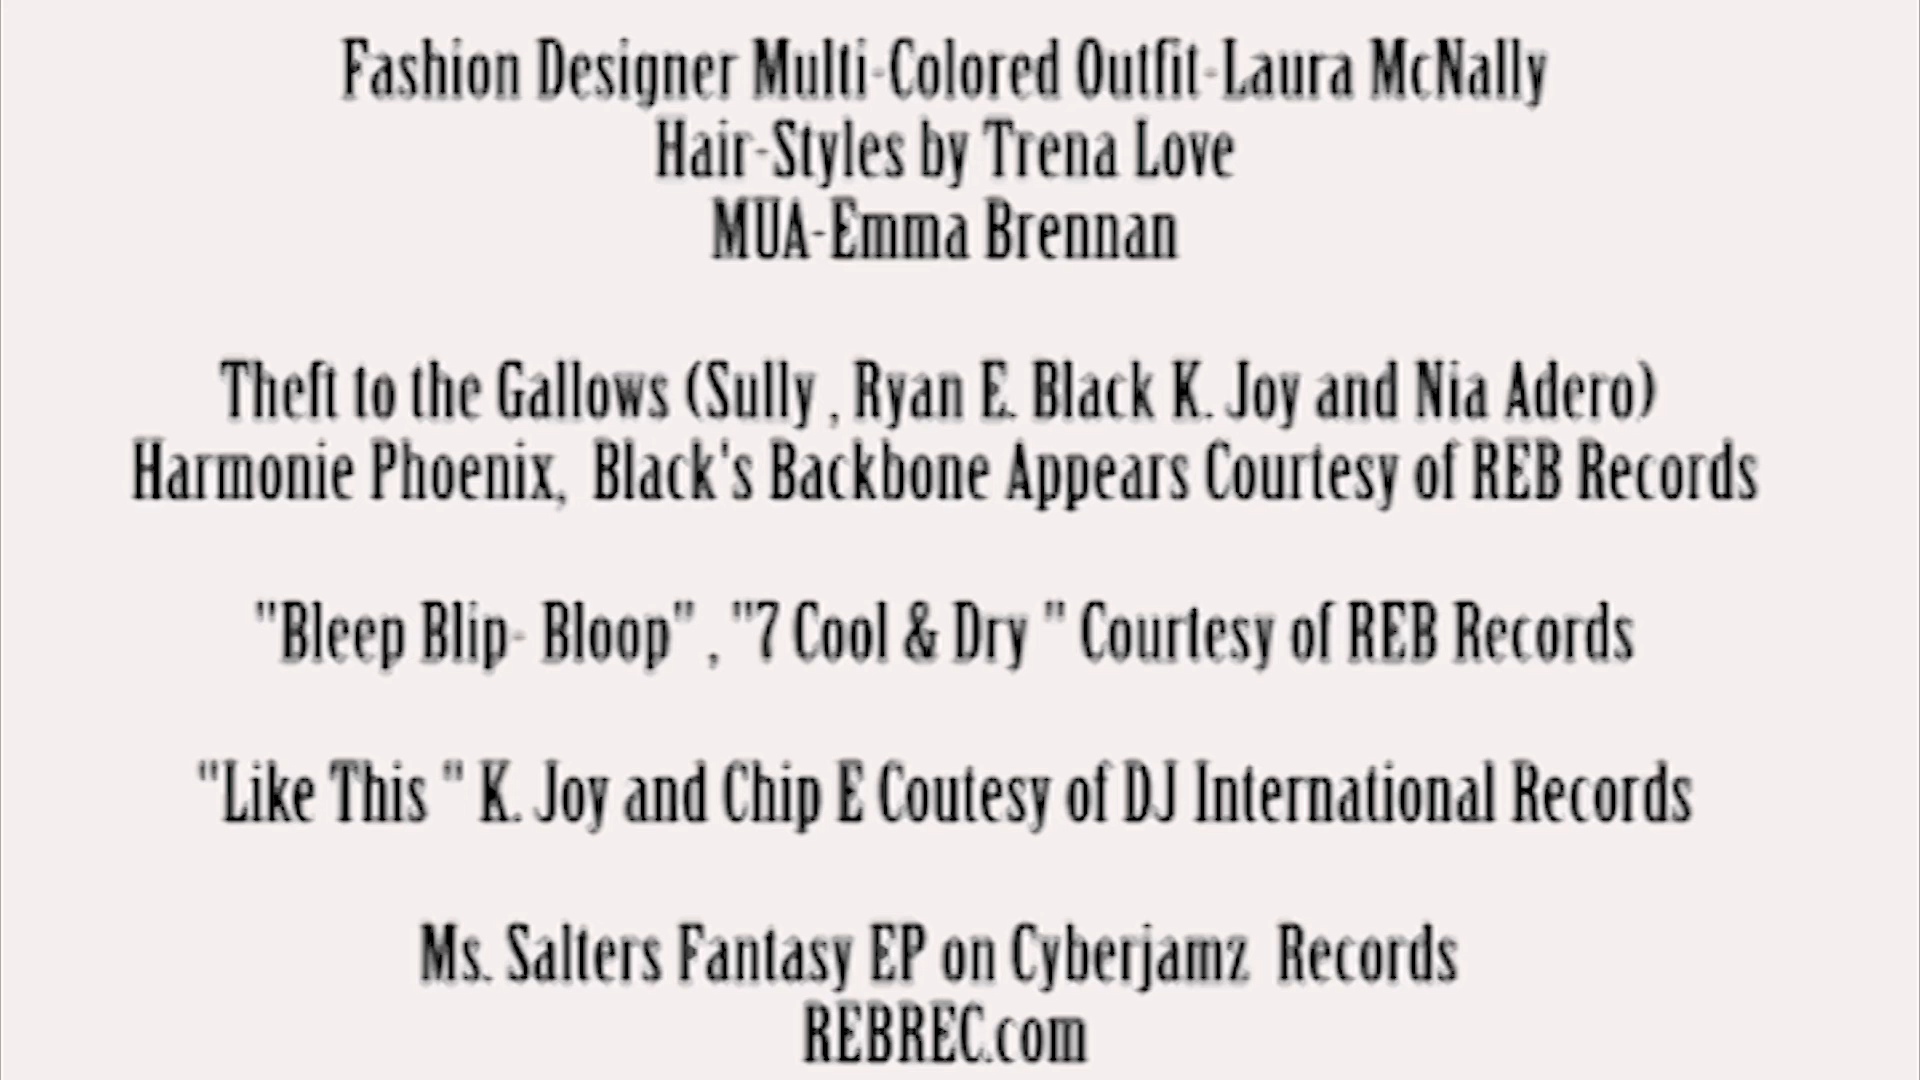 Fashion Designer Multi-Colored Outfit-Laura McNally
Hair-Styles by Trena Love
MUA-Emma Brennan
Theft to the Gallows (Sully , Ryan E. Black K. Joy and Nia Adero)
Harmonie Phoenix, Black's Backbone Appears Courtesy of REB Records
"Bleep Blip- Bloop" , "7 Cool & Dry " Courtesy of REB Records
"Like This " K. Joy and Chip E Coutesy of DJ International Records
Ms. Salters Fantasy EP on Cyberjamz Records
REBREC.com